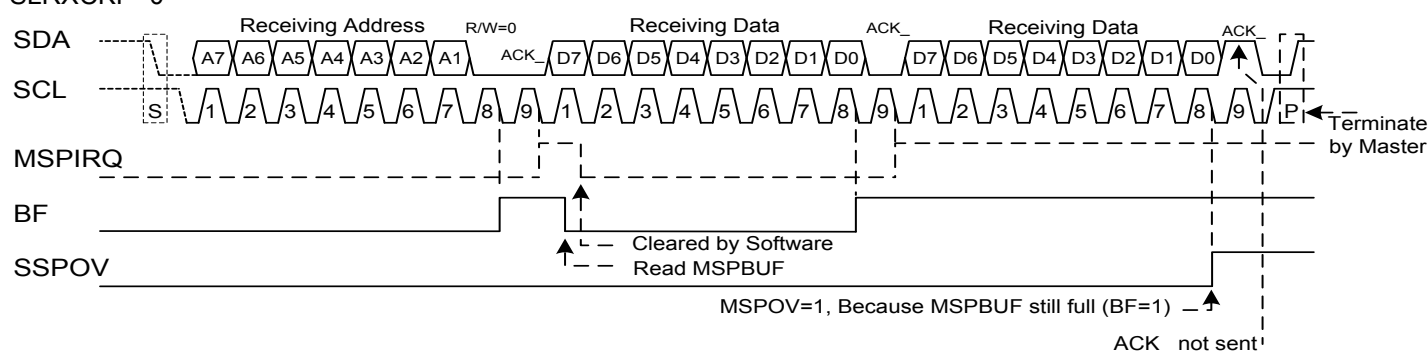 Receiving Address R/W=0 ACK_ Receiving Data ACK_ Receiving Data ACK_
SDA A7 A6 A5 A4 A3 A2 A1 D7 D6 D5 D4 D3 D2 D1 D0 D7 D6 D5 D4 D3 D2 D1 D0
SCL S 1 2 3 4 5 6 7 8 9 1 2 3 4 5 6 7 8 9 1 2 3 4 5 6 7 8 9 P
Terminate
by Master
MSPIRQ
BF
Cleared by Software
Read MSPBUF
SSPOV
MSPOV=1, Because MSPBUF still full (BF=1)
ACK not sent